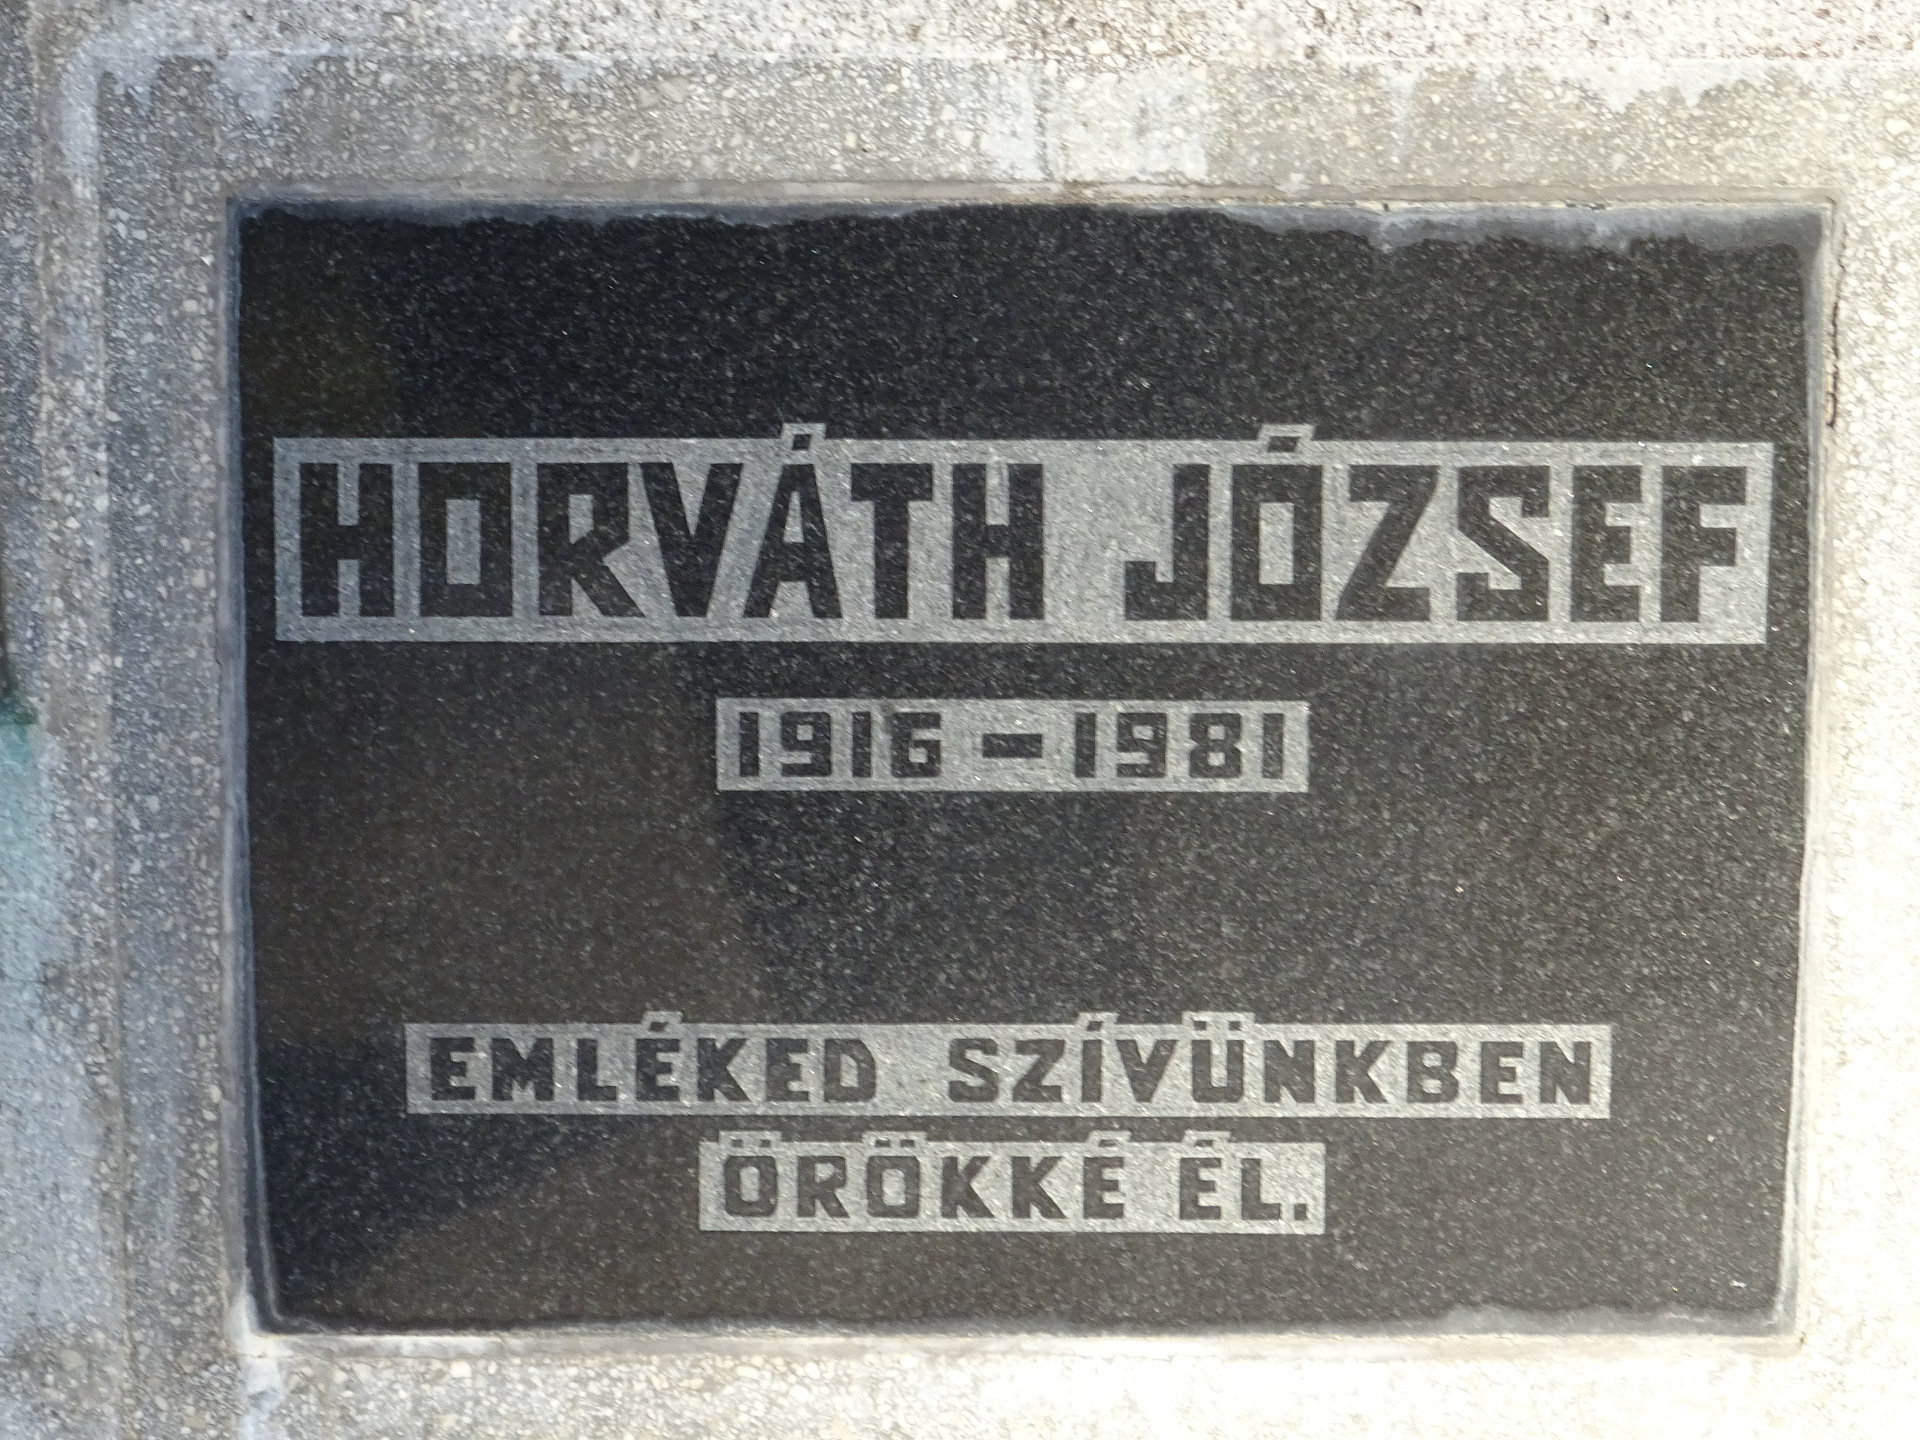 HORVÁTH JÓZSEF
1916 - 1981
EMLÉKED SZÍVÜNKBEN
ÖRÖKKÉ ÉL.